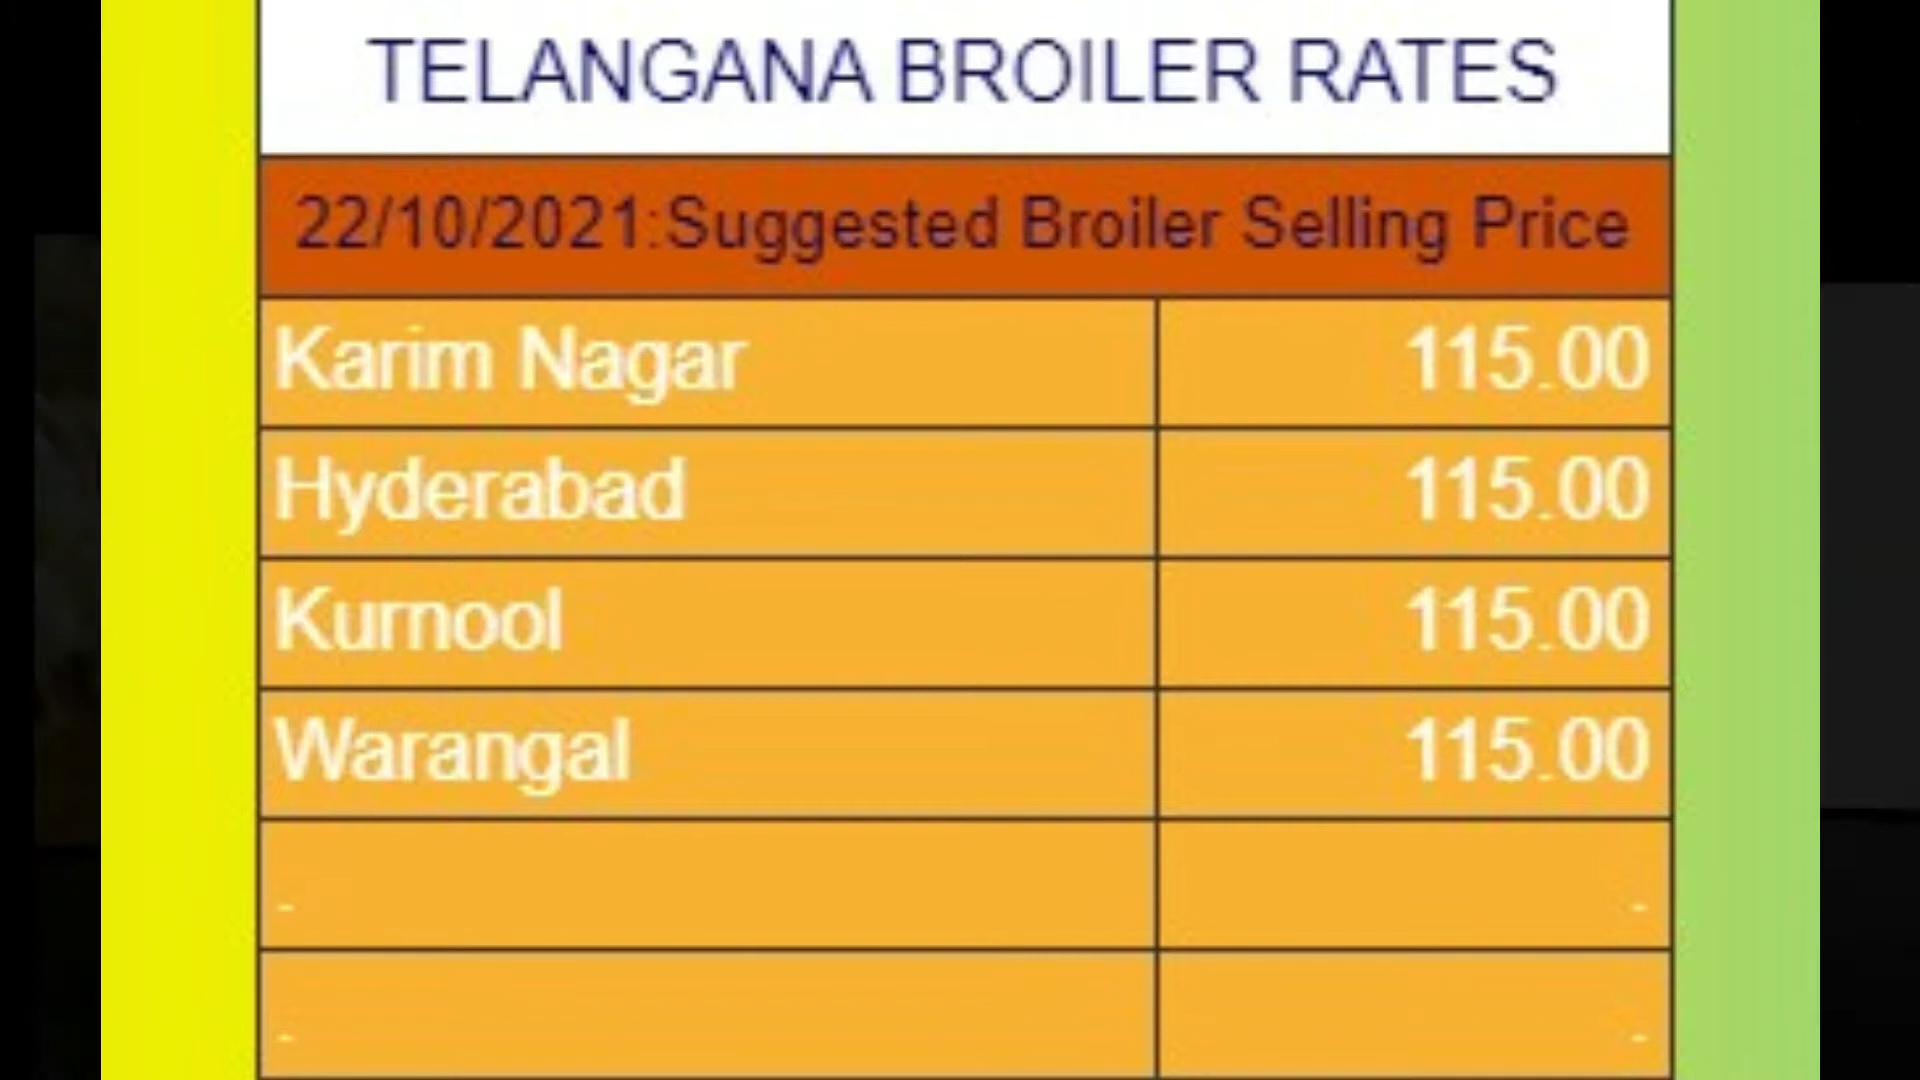 TELANGANA BROILER RATES
22/10/2021:Suggested Broiler Selling Price
Karim Nagar 115.00
Hyderabad 115.00
Kurnool 115.00
Warangal 115.00
- -
- -